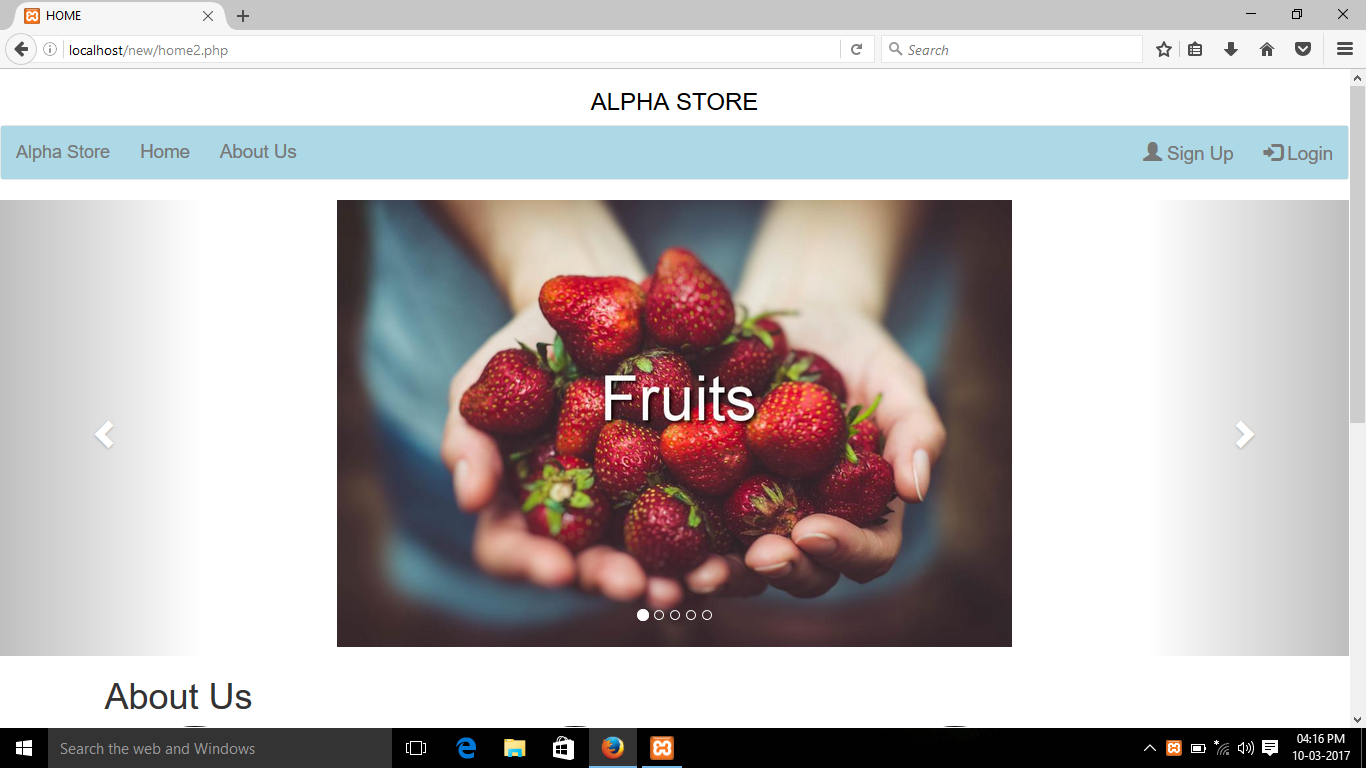 HOME
localhost/new/home2.php
Search
ALPHA STORE
Alpha Store Home About Us Sign Up Login
Fruits
About Us
Search the web and Windows
04:16 PM
10-03-2017